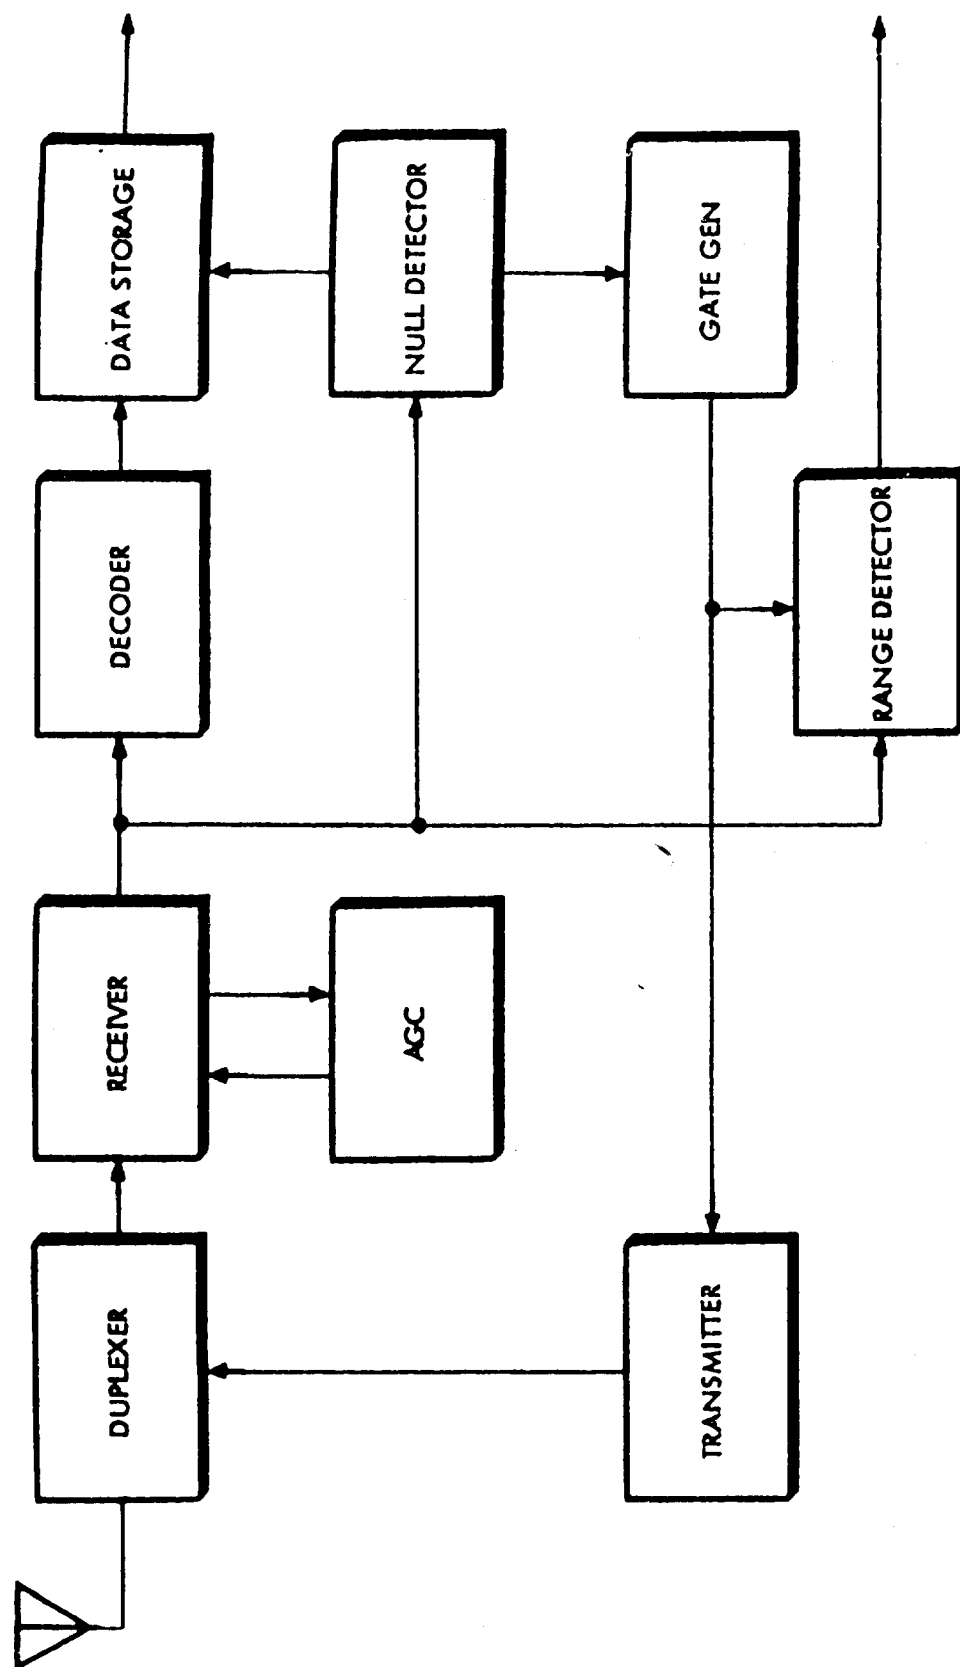 DUPLEXER
RECEIVER
DECODER
DATA STORAGE
AGC
NULL DETECTOR
TRANSMITTER
GATE GEN
RANGE DETECTOR